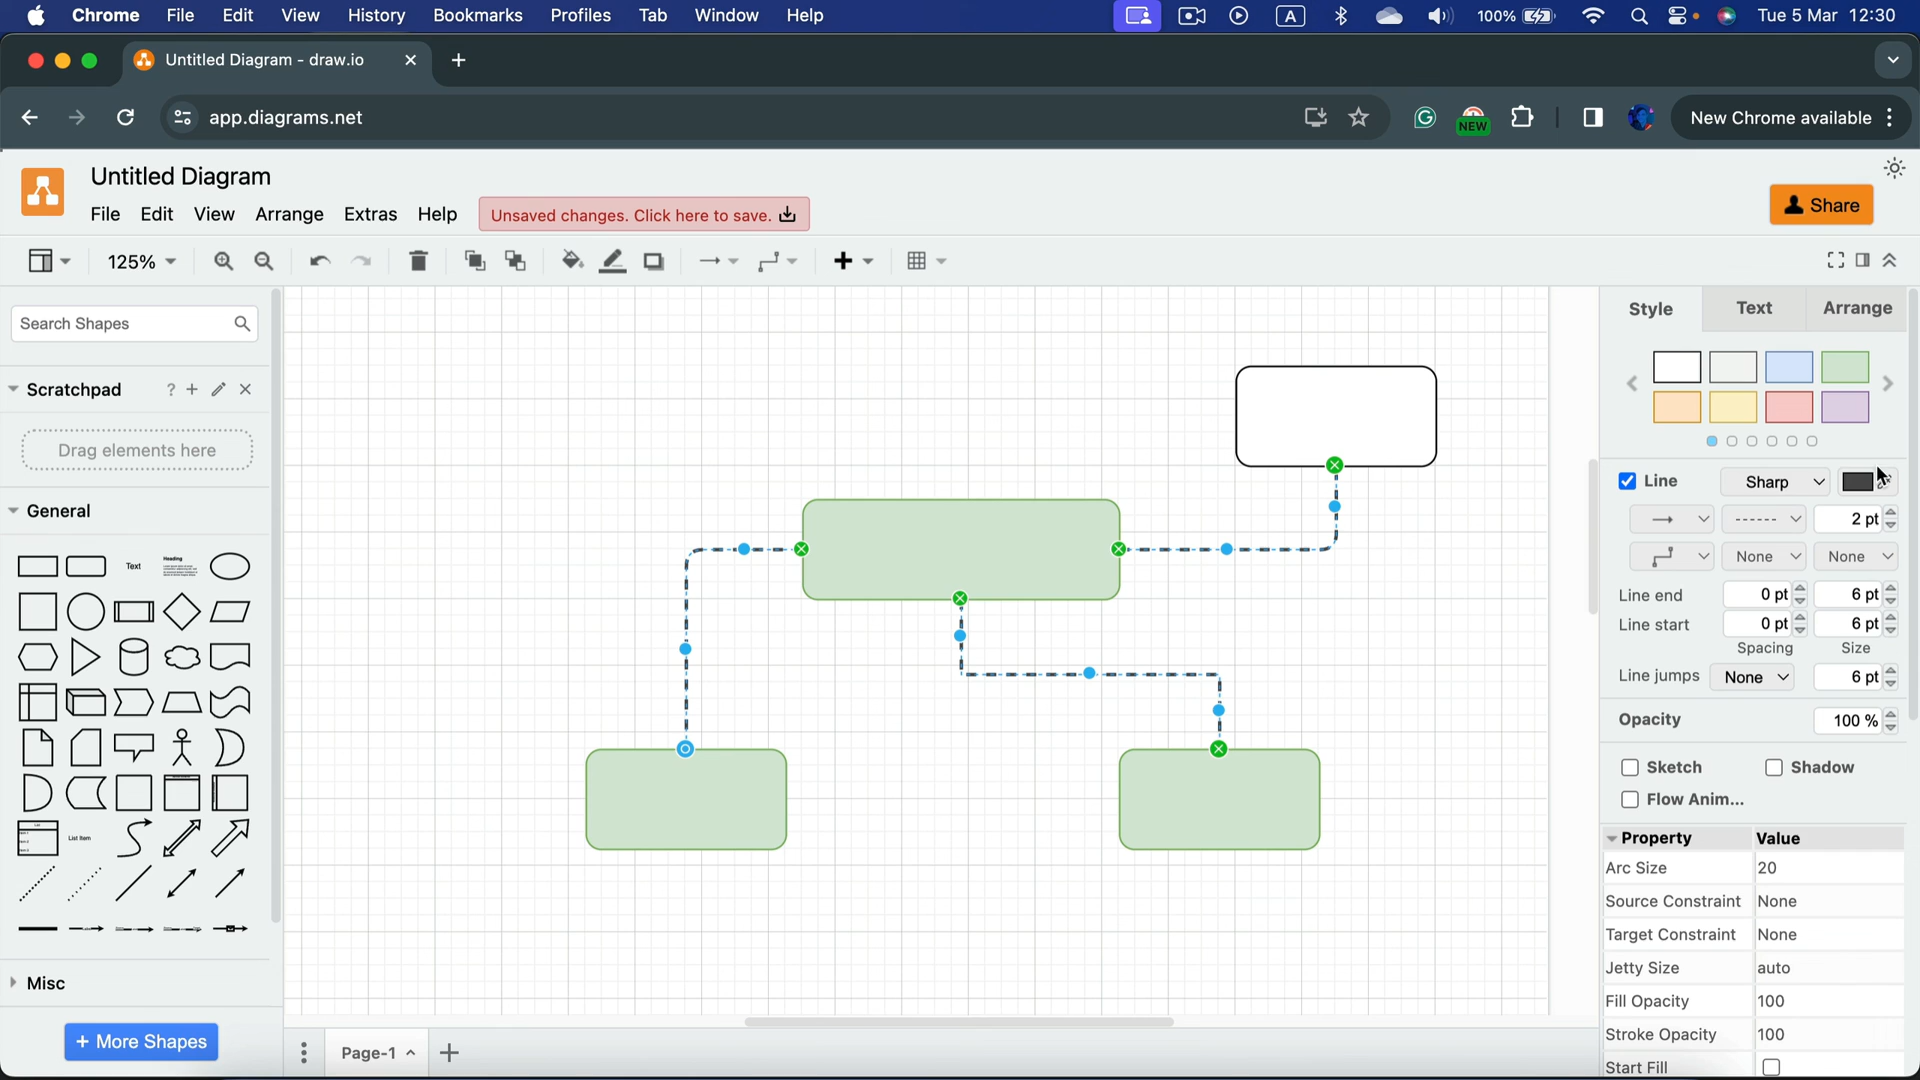 Chrome File Edit View History Bookmarks Profiles Tab Window Help A 100% Tue 5 Mar 12:30
Untitled Diagram - draw.io
app.diagrams.net NEW New Chrome available
Untitled Diagram
File Edit View Arrange Extras Help Unsaved changes. Click here to save. Share
125%
Search Shapes
Scratchpad ?
Drag elements here
General
Text Heading
List Item
Misc
+ More Shapes
Page-1
Style Text Arrange
Line Sharp
2 pt
None None
Line end 0 pt 6 pt
Line start 0 pt 6 pt
Spacing Size
Line jumps None 6 pt
Opacity 100 %
Sketch Shadow
Flow Anim...
Property Value
Arc Size 20
Source Constraint None
Target Constraint None
Jetty Size auto
Fill Opacity 100
Stroke Opacity 100
Start Fill